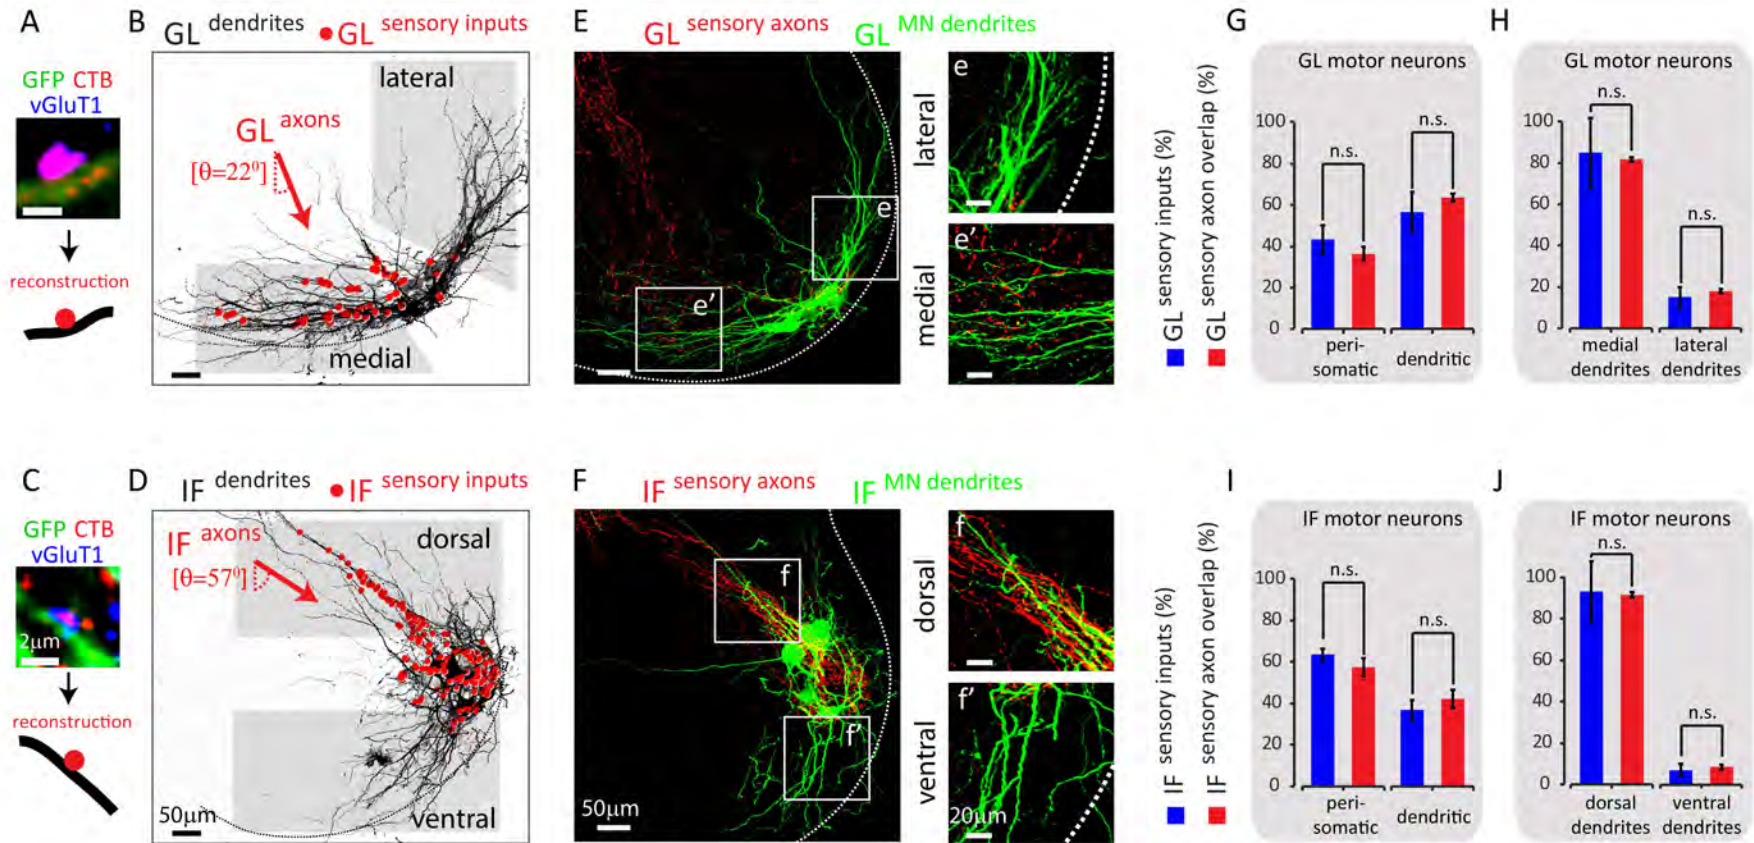 A
GFP CTB
vGluT1
reconstruction
B
GL dendrites
GL sensory inputs
lateral
GL axons
[θ=22⁰]
medial
E
GL sensory axons
GL MN dendrites
e
e'
lateral
e
medial
e'
G
GL motor neurons
GL sensory inputs (%)
GL sensory axon overlap (%)
100
80
60
40
20
0
n.s.
n.s.
peri-
somatic
dendritic
H
GL motor neurons
100
80
60
40
20
0
n.s.
n.s.
medial
dendrites
lateral
dendrites
C
GFP CTB
vGluT1
2μm
reconstruction
D
IF dendrites
IF sensory inputs
dorsal
IF axons
[θ=57⁰]
ventral
50μm
F
IF sensory axons
IF MN dendrites
f
f'
50μm
dorsal
f
ventral
f'
20μm
I
IF motor neurons
IF sensory inputs (%)
IF sensory axon overlap (%)
100
80
60
40
20
0
n.s.
n.s.
peri-
somatic
dendritic
J
IF motor neurons
100
80
60
40
20
0
n.s.
n.s.
dorsal
dendrites
ventral
dendrites